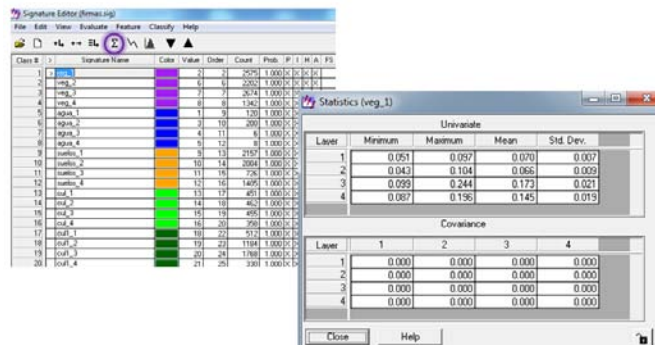 Signature Editor (firmas.sig)
File Edit View Evaluate Feature Classify Help
Σ
Class # > Signature Name Color Value Order Count Prob. P I H A FS
1 > veg_1 2 2 2575 1.000 X X X X
2 veg_2 6 6 2202 1.000 X X X X
3 veg_3 7 7 2674 1.000 X X X X
4 veg_4 8 8 1342 1.000 X X
5 agua_1 1 9 120 1.000 X
6 agua_2 3 10 200 1.000 X
7 agua_3 4 11 6 1.000 X
8 agua_4 5 12 8 1.000 X
9 suelos_1 9 13 2157 1.000 X
10 suelos_2 10 14 2004 1.000 X
11 suelos_3 11 15 726 1.000 X
12 suelos_4 12 16 1405 1.000 X
13 cul_1 13 17 451 1.000 X
14 cul_2 14 18 462 1.000 X
15 cul_3 15 19 495 1.000 X
16 cul_4 16 20 358 1.000 X
17 cul1_1 18 22 512 1.000 X
18 cul1_2 19 23 1184 1.000 X
19 cul1_3 20 24 1768 1.000 X
20 cul1_4 21 25 330 1.000 X
Statistics (veg_1)
Univariate
Layer Minimum Maximum Mean Std. Dev.
1 0.051 0.097 0.070 0.007
2 0.043 0.104 0.066 0.009
3 0.099 0.244 0.173 0.021
4 0.087 0.196 0.145 0.019
Covariance
Layer 1 2 3 4
1 0.000 0.000 0.000 0.000
2 0.000 0.000 0.000 0.000
3 0.000 0.000 0.000 0.000
4 0.000 0.000 0.000 0.000
Close Help